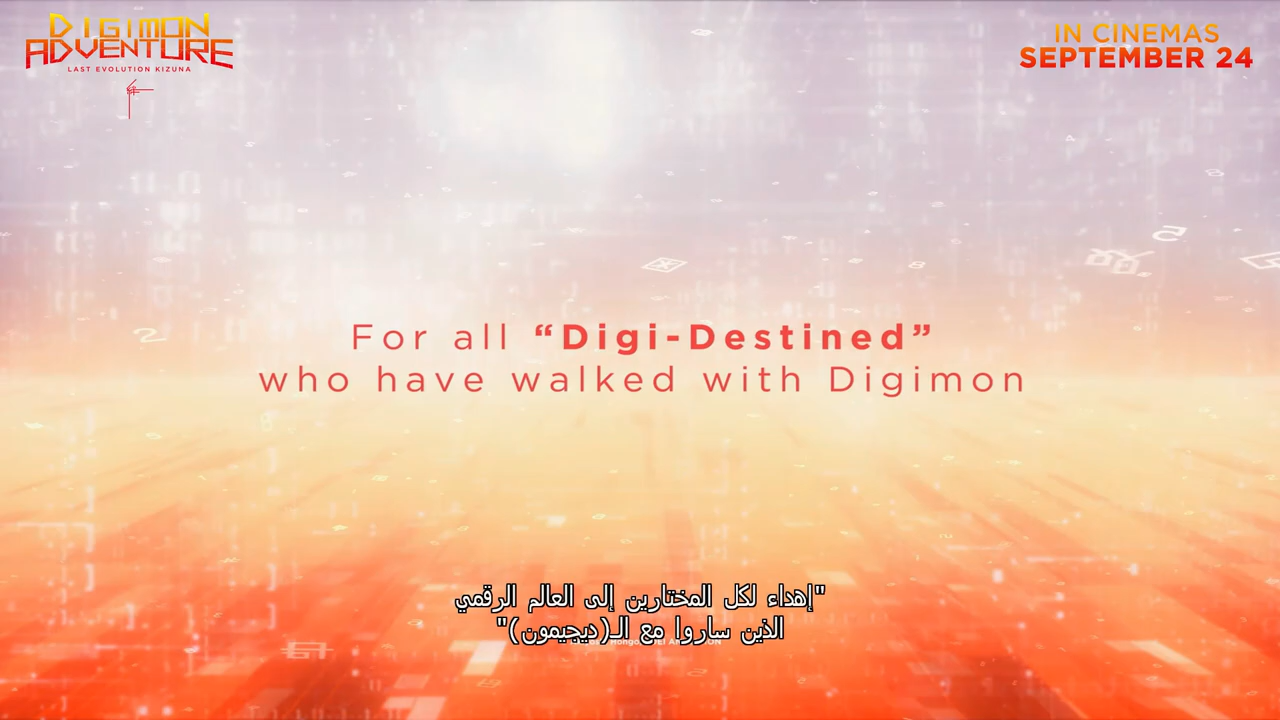 DIGIMON
ADVENTURE
LAST EVOLUTION KIZUNA
絆
IN CINEMAS
SEPTEMBER 24
For all “Digi-Destined”
who have walked with Digimon
"إهداء لكل المختارين إلى العالم الرقمي
الذين ساروا مع الـ(ديجيمون)"